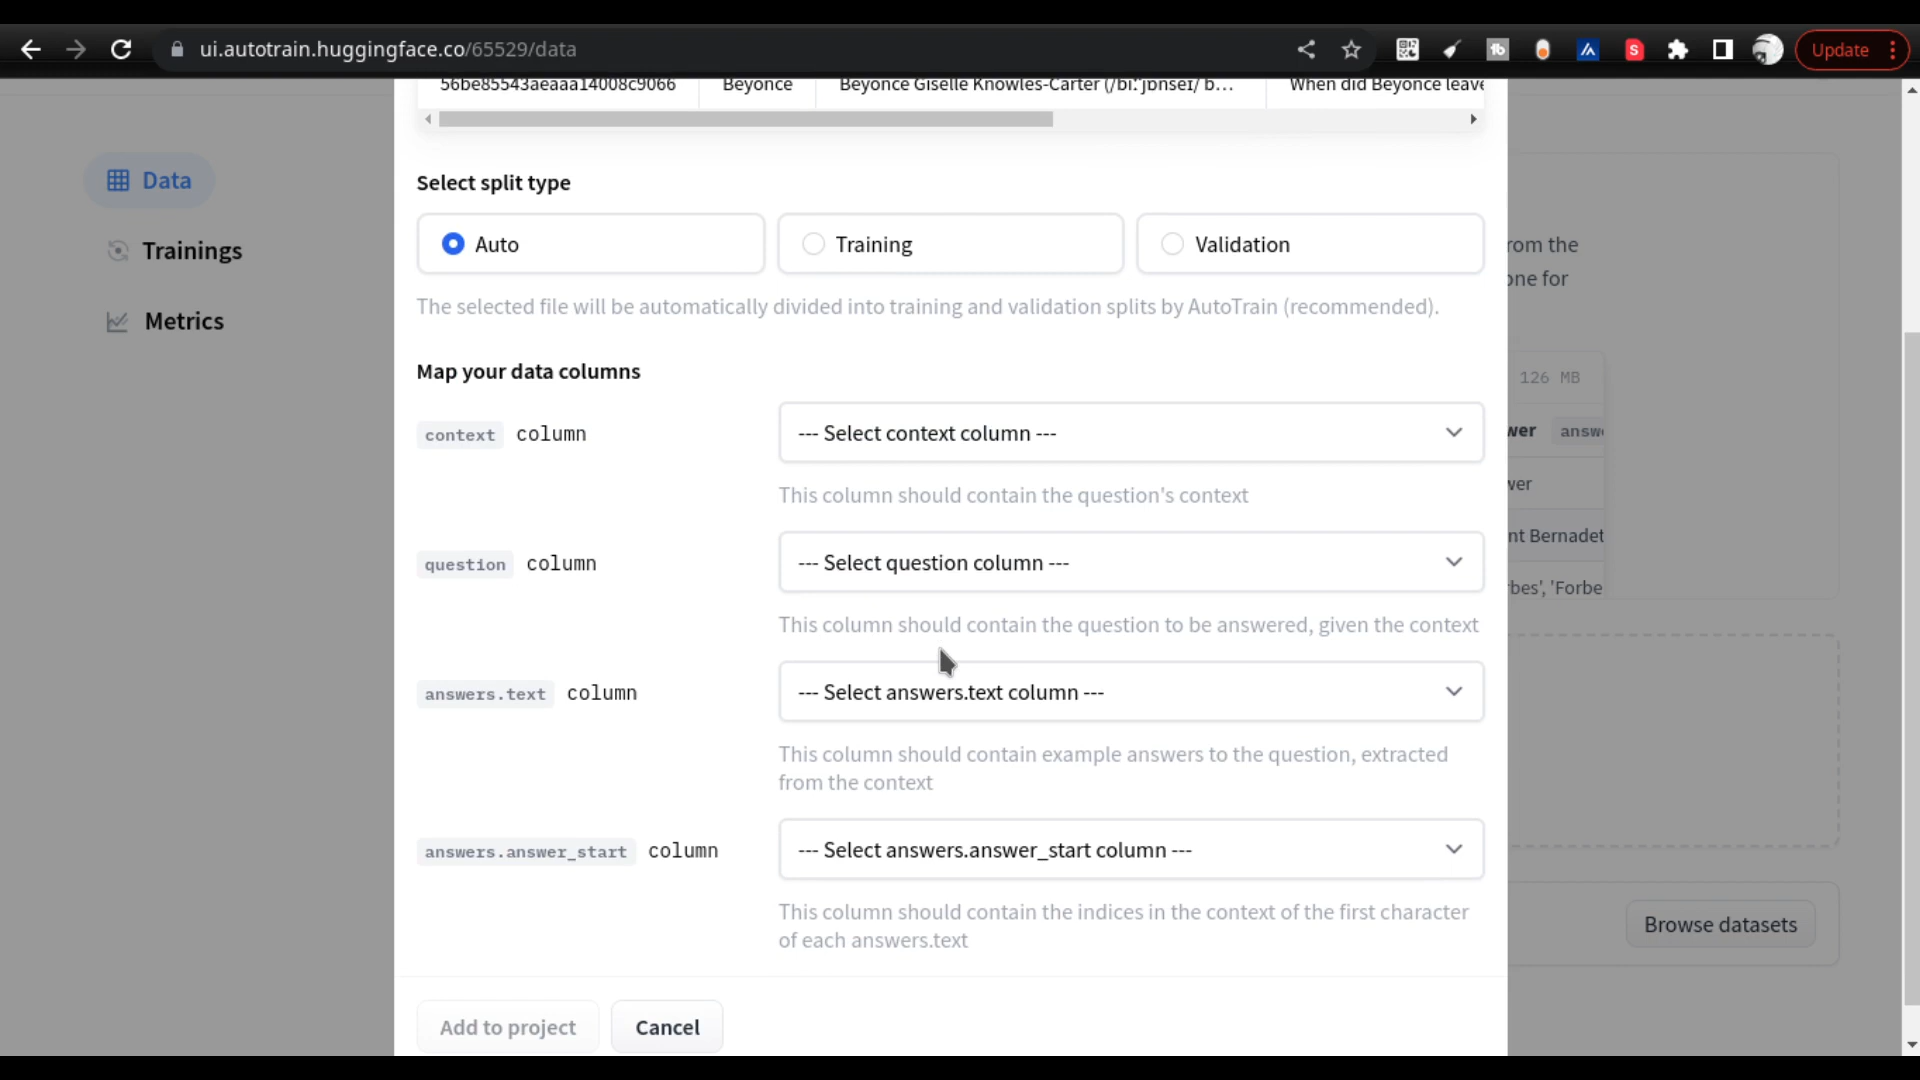 ui.autotrain.huggingface.co/65529/data
Update
56be85543aeaaa14008c9066 Beyonce Beyonce Giselle Knowles-Carter (/biːˈjɒnseɪ/ b... When did Beyonce leave
Data
Trainings
Metrics
Select split type
Auto
Training
Validation
The selected file will be automatically divided into training and validation splits by AutoTrain (recommended).
Map your data columns
context column
--- Select context column ---
This column should contain the question's context
question column
--- Select question column ---
This column should contain the question to be answered, given the context
answers.text column
--- Select answers.text column ---
This column should contain example answers to the question, extracted
from the context
answers.answer_start column
--- Select answers.answer_start column ---
This column should contain the indices in the context of the first character
of each answers.text
Add to project
Cancel
rom the
one for
126 MB
wer answ
ver
nt Bernadet
bes', 'Forbe
Browse datasets